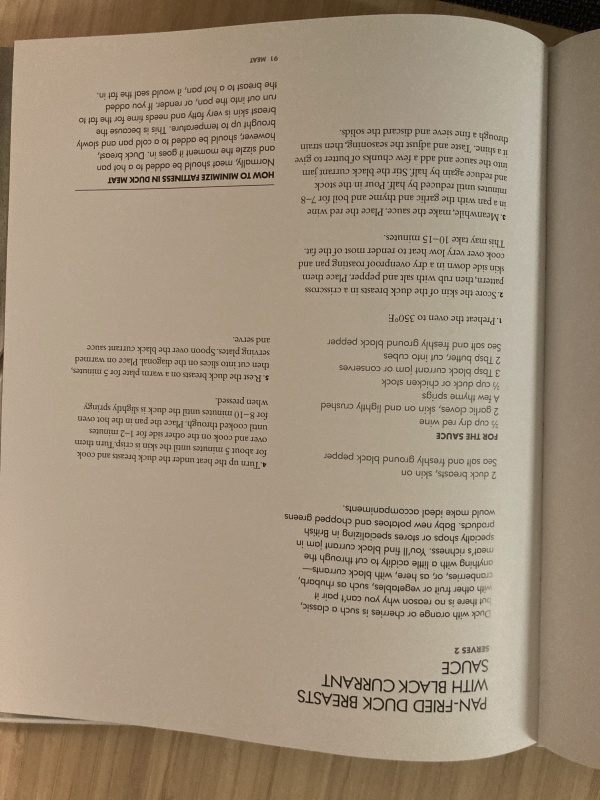 PAN-FRIED DUCK BREASTS
WITH BLACK CURRANT
SAUCE
SERVES 2
Duck with orange or cherries is such a classic,
but there is no reason why you can't pair it
with other fruit or vegetables, such as rhubarb,
cranberries, or, as here, with black currants—
anything with a little acidity to cut through the
meat's richness. You'll find black currant jam in
specialty shops or stores specializing in British
products. Baby new potatoes and chopped greens
would make ideal accompaniments.
2 duck breasts, skin on
Sea salt and freshly ground black pepper
FOR THE SAUCE
½ cup dry red wine
2 garlic cloves, skin on and lightly crushed
A few thyme sprigs
½ cup duck or chicken stock
3 Tbsp black currant jam or conserves
2 Tbsp butter, cut into cubes
Sea salt and freshly ground black pepper
1. Preheat the oven to 350°F.
2. Score the skin of the duck breasts in a crisscross
pattern, then rub with salt and pepper. Place them
skin side down in a dry ovenproof roasting pan and
cook over very low heat to render most of the fat.
This may take 10–15 minutes.
3. Meanwhile, make the sauce. Place the red wine
in a pan with the garlic and thyme and boil for 7–8
minutes until reduced by half. Pour in the stock
and reduce again by half. Stir the black currant jam
into the sauce and add a few chunks of butter to give
it a shine. Taste and adjust the seasoning, then strain
through a fine sieve and discard the solids.
4. Turn up the heat under the duck breasts and cook
for about 5 minutes until the skin is crisp. Turn them
over and cook on the other side for 1–2 minutes
until cooked through. Place the pan in the hot oven
for 8–10 minutes until the duck is slightly springy
when pressed.
5. Rest the duck breasts on a warm plate for 5 minutes,
then cut into slices on the diagonal. Place on warmed
serving plates. Spoon over the black currant sauce
and serve.
HOW TO MINIMIZE FATTINESS IN DUCK MEAT
Normally, meat should be added to a hot pan
and sizzle the moment it goes in. Duck breast,
however, should be added to a cold pan and slowly
brought up to temperature. This is because the
breast skin is very fatty and needs time for the fat to
run out into the pan, or render. If you added
the breast to a hot pan, it would seal the fat in.
91 MEAT